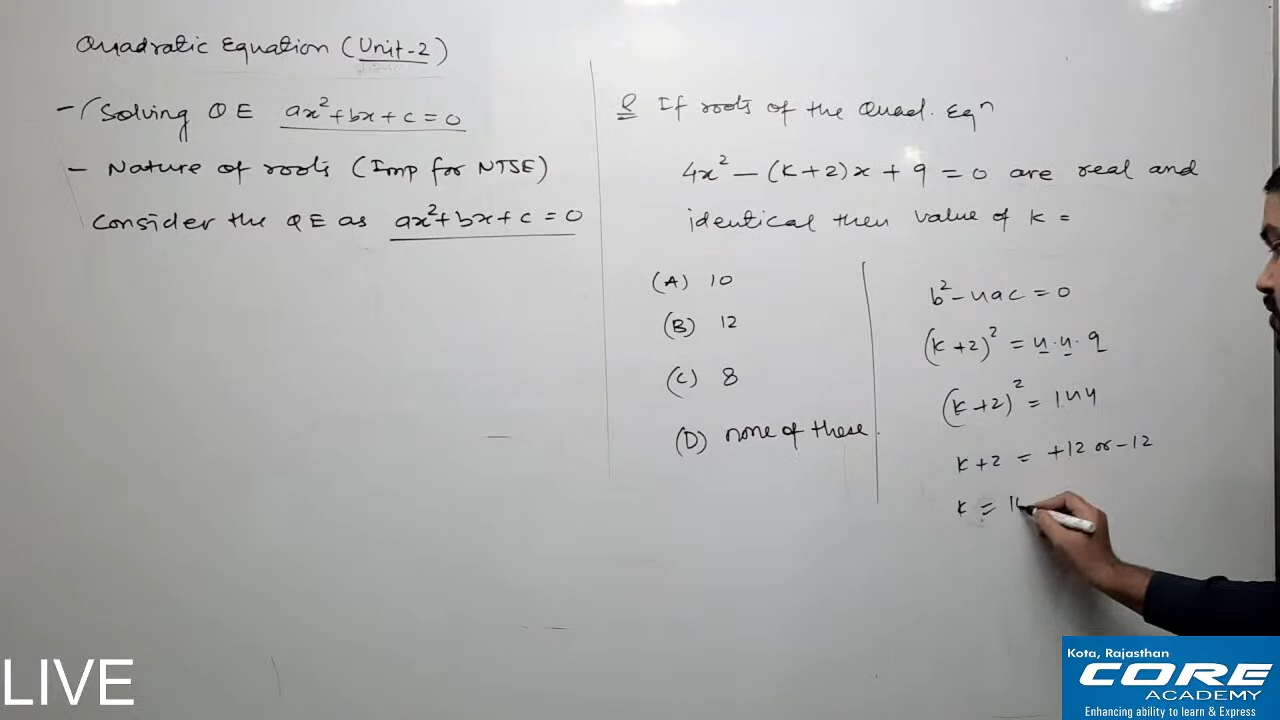 Quadratic Equation (Unit-2)
- Solving QE ax²+bx+c=0
- Nature of roots (Imp for NTSE)
Consider the QE as ax²+bx+c=0
Q If roots of the Quad. Eqⁿ
4x² - (k+2)x + 9 = 0 are real and
identical then value of k =
(A) 10
(B) 12
(C) 8
(D) none of these.
b²-4ac=0
(k+2)² = 4.4.9
(k+2)² = 144
k+2 = +12 or -12
k =
LIVE
Kota, Rajasthan
CORE
ACADEMY
Enhancing ability to learn & Express